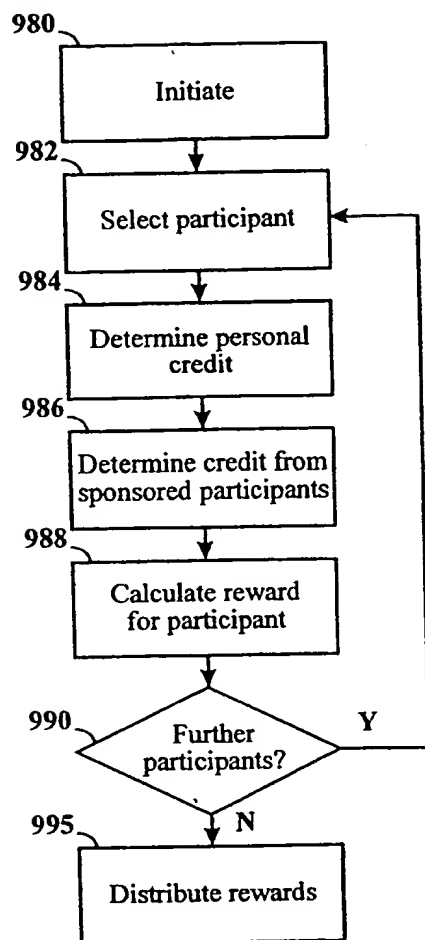 980
Initiate
982
Select participant
984
Determine personal
credit
986
Determine credit from
sponsored participants
988
Calculate reward
for participant
990
Further
participants?
Y
N
995
Distribute rewards